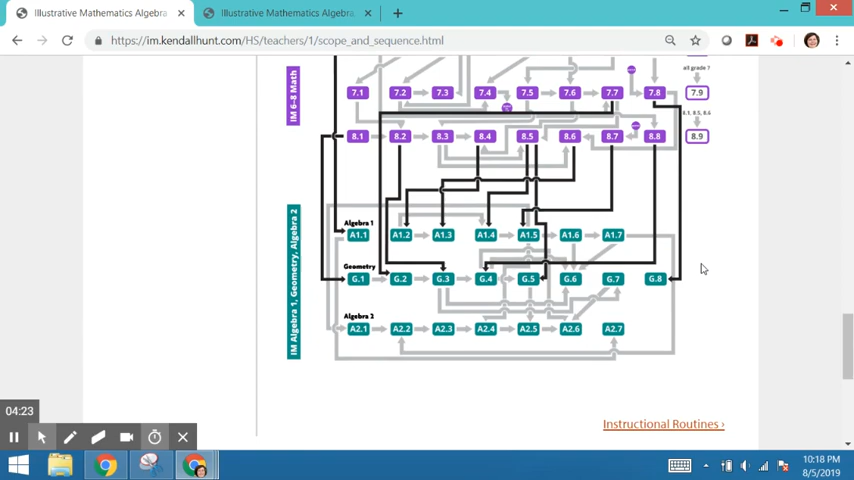 Illustrative Mathematics Algebra
Illustrative Mathematics Algebra,
https://im.kendallhunt.com/HS/teachers/1/scope_and_sequence.html
all grade 7
IM 6-8 Math
7.1 7.2 7.3 7.4 7.5 7.6 7.7 7.8 7.9
8.1, 8.5, 8.6
8.1 8.2 8.3 8.4 8.5 8.6 8.7 8.8 8.9
IM Algebra 1, Geometry, Algebra 2
Algebra 1
A1.1 A1.2 A1.3 A1.4 A1.5 A1.6 A1.7
Geometry
G.1 G.2 G.3 G.4 G.5 G.6 G.7 G.8
Algebra 2
A2.1 A2.2 A2.3 A2.4 A2.5 A2.6 A2.7
Instructional Routines ›
04:23
10:18 PM
8/5/2019